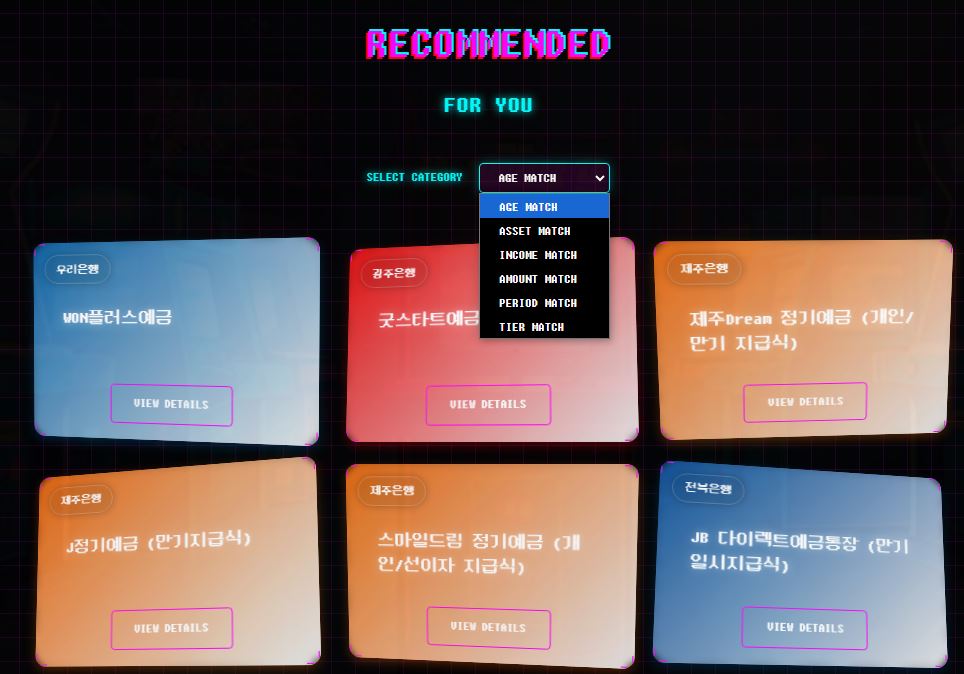 RECOMMENDED
FOR YOU
SELECT CATEGORY
AGE MATCH
AGE MATCH
ASSET MATCH
INCOME MATCH
AMOUNT MATCH
PERIOD MATCH
TIER MATCH
우리은행
WON플러스예금
VIEW DETAILS
광주은행
굿스타트예금
VIEW DETAILS
제주은행
제주Dream 정기예금 (개인/
만기 지급식)
VIEW DETAILS
제주은행
J정기예금 (만기지급식)
VIEW DETAILS
제주은행
스마일드림 정기예금 (개
인/선이자 지급식)
VIEW DETAILS
전북은행
JB 다이렉트예금통장 (만기
일시지급식)
VIEW DETAILS